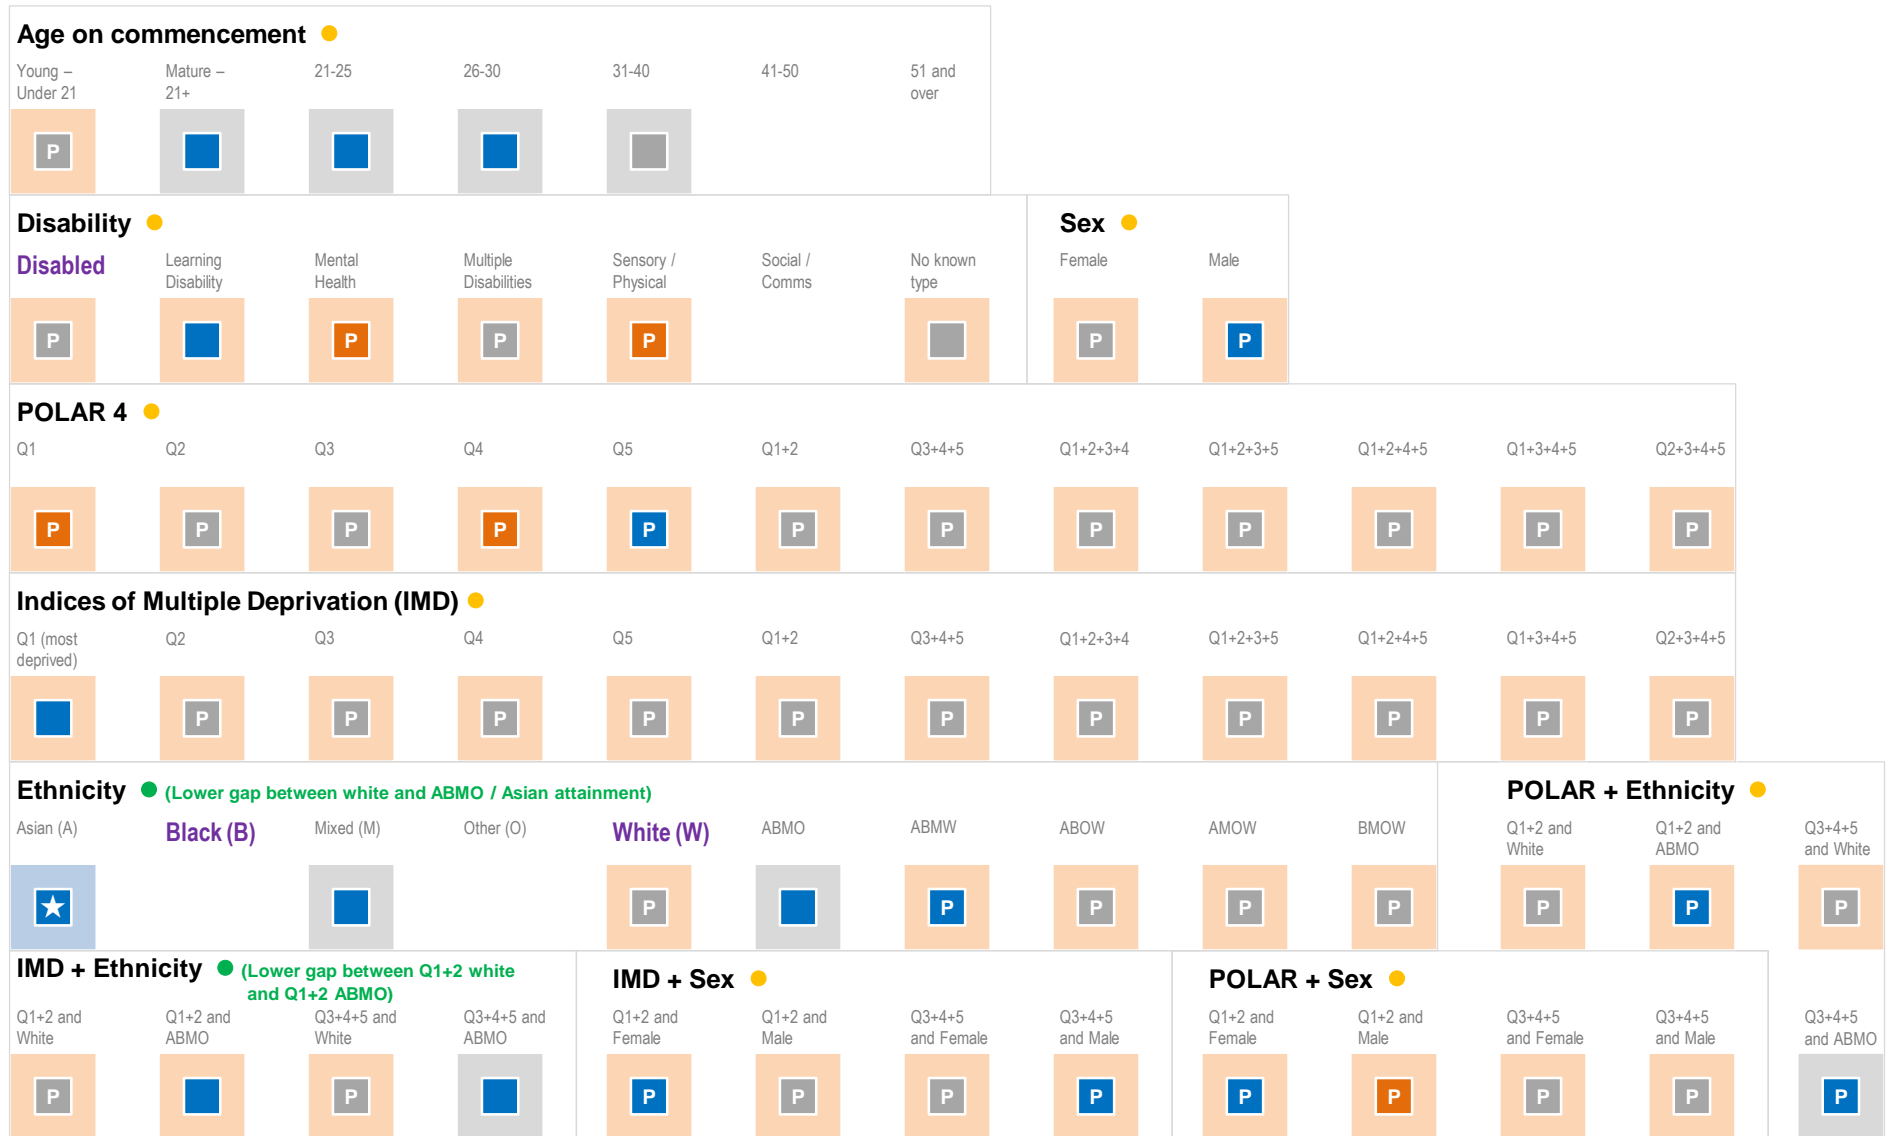 Age on commencement
Young –
Under 21
Mature –
21+
21-25
26-30
31-40
41-50
51 and
over
P
Disability
Sex
Disabled
Learning
Disability
Mental
Health
Multiple
Disabilities
Sensory /
Physical
Social /
Comms
No known
type
Female
Male
P
P
P
P
P
P
POLAR 4
Q1
Q2
Q3
Q4
Q5
Q1+2
Q3+4+5
Q1+2+3+4
Q1+2+3+5
Q1+2+4+5
Q1+3+4+5
Q2+3+4+5
P
P
P
P
P
P
P
P
P
P
P
P
Indices of Multiple Deprivation (IMD)
Q1 (most
deprived)
Q2
Q3
Q4
Q5
Q1+2
Q3+4+5
Q1+2+3+4
Q1+2+3+5
Q1+2+4+5
Q1+3+4+5
Q2+3+4+5
P
P
P
P
P
P
P
P
P
P
P
Ethnicity (Lower gap between white and ABMO / Asian attainment)
POLAR + Ethnicity
Asian (A)
Black (B)
Mixed (M)
Other (O)
White (W)
ABMO
ABMW
ABOW
AMOW
BMOW
Q1+2 and
White
Q1+2 and
ABMO
Q3+4+5
and White
P
P
P
P
P
P
P
P
IMD + Ethnicity (Lower gap between Q1+2 white
and Q1+2 ABMO)
IMD + Sex
POLAR + Sex
Q1+2 and
White
Q1+2 and
ABMO
Q3+4+5 and
White
Q3+4+5 and
ABMO
Q1+2 and
Female
Q1+2 and
Male
Q3+4+5
and Female
Q3+4+5
and Male
Q1+2 and
Female
Q1+2 and
Male
Q3+4+5
and Female
Q3+4+5
and Male
Q3+4+5
and ABMO
P
P
P
P
P
P
P
P
P
P
P